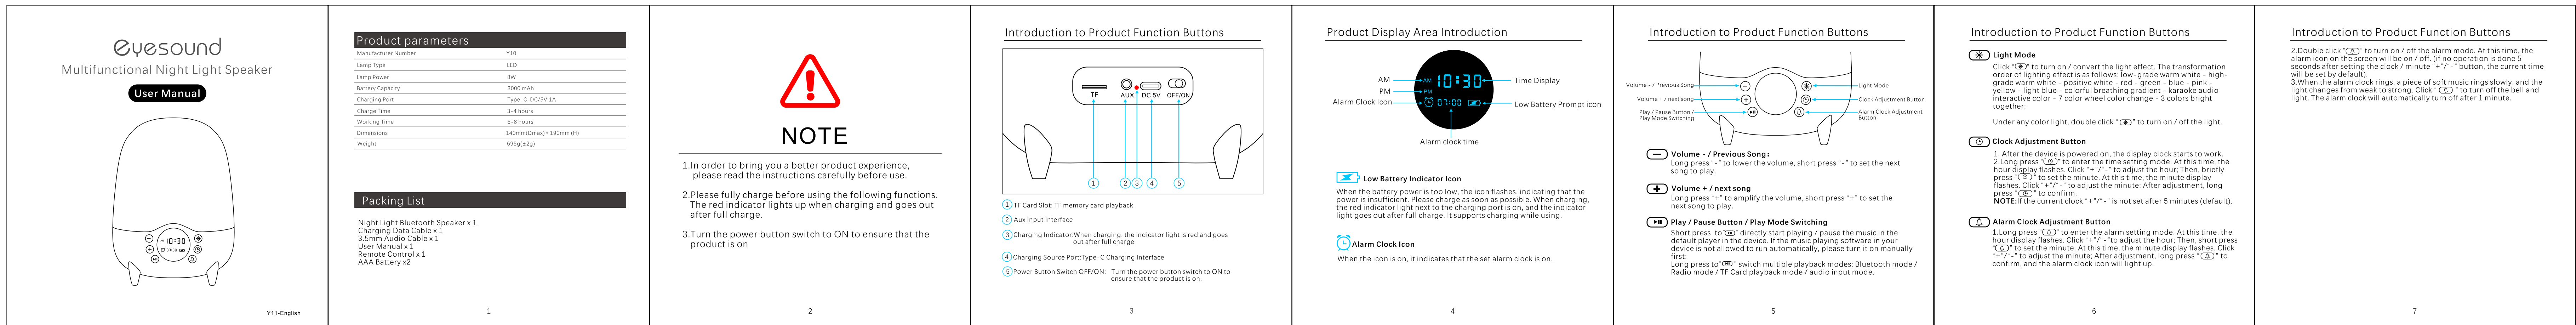 eyesound
Multifunctional Night Light Speaker
User Manual
10:30
07:00
Y11-English
Product parameters
Manufacturer Number Y10
Lamp Type LED
Lamp Power 8W
Battery Capacity 3000 mAh
Charging Port Type-C, DC/5V,1A
Charge Time 3-4 hours
Working Time 6-8 hours
Dimensions 140mm(Dmax)*190mm (H)
Weight 695g(±2g)
Packing List
Night Light Bluetooth Speaker x 1
Charging Data Cable x 1
3.5mm Audio Cable x 1
User Manual x 1
Remote Control x 1
AAA Battery x2
1
NOTE
1.In order to bring you a better product experience,
please read the instructions carefully before use.
2.Please fully charge before using the following functions.
The red indicator lights up when charging and goes out
after full charge.
3.Turn the power button switch to ON to ensure that the
product is on
2
Introduction to Product Function Buttons
TF AUX DC 5V OFF/ON
1 2 3 4 5
1 TF Card Slot: TF memory card playback
2 Aux Input Interface
3 Charging Indicator:When charging, the indicator light is red and goes
out after full charge
4 Charging Source Port:Type-C Charging Interface
5 Power Button Switch OFF/ON: Turn the power button switch to ON to
ensure that the product is on.
3
Product Display Area Introduction
AM AM 10:30 Time Display
PM PM
Alarm Clock Icon 07:00 Low Battery Prompt icon
Alarm clock time
Low Battery Indicator Icon
When the battery power is too low, the icon flashes, indicating that the
power is insufficient. Please charge as soon as possible. When charging,
the red indicator light next to the charging port is on, and the indicator
light goes out after full charge. It supports charging while using.
Alarm Clock Icon
When the icon is on, it indicates that the set alarm clock is on.
4
Introduction to Product Function Buttons
Volume - / Previous Song Light Mode
Volume + / next song Clock Adjustment Button
Play / Pause Button / Alarm Clock Adjustment
Play Mode Switching Button
Volume - / Previous Song:
Long press "-" to lower the volume, short press "-" to set the next
song to play.
Volume + / next song
Long press "+" to amplify the volume, short press "+" to set the
next song to play.
Play / Pause Button / Play Mode Switching
Short press to" " directly start playing / pause the music in the
default player in the device. If the music playing software in your
device is not allowed to run automatically, please turn it on manually
first;
Long press to" " switch multiple playback modes: Bluetooth mode /
Radio mode / TF Card playback mode / audio input mode.
5
Introduction to Product Function Buttons
Light Mode
Click " " to turn on / convert the light effect. The transformation
order of lighting effect is as follows: low-grade warm white - high-
grade warm white - positive white - red - green - blue - pink -
yellow - light blue - colorful breathing gradient - karaoke audio
interactive color - 7 color wheel color change - 3 colors bright
together;
Under any color light, double click " " to turn on / off the light.
Clock Adjustment Button
1. After the device is powered on, the display clock starts to work.
2.Long press " " to enter the time setting mode. At this time, the
hour display flashes. Click "+"/"-" to adjust the hour; Then, briefly
press " " to set the minute. At this time, the minute display
flashes. Click "+"/"-" to adjust the minute; After adjustment, long
press " " to confirm.
NOTE:If the current clock "+"/"-" is not set after 5 minutes (default).
Alarm Clock Adjustment Button
1.Long press " " to enter the alarm setting mode. At this time, the
hour display flashes. Click "+"/"-"to adjust the hour; Then, short press
" " to set the minute. At this time, the minute display flashes. Click
"+"/"-" to adjust the minute; After adjustment, long press " " to
confirm, and the alarm clock icon will light up.
6
Introduction to Product Function Buttons
2.Double click " " to turn on / off the alarm mode. At this time, the
alarm icon on the screen will be on / off. (if no operation is done 5
seconds after setting the clock / minute "+"/"-" button, the current time
will be set by default).
3.When the alarm clock rings, a piece of soft music rings slowly, and the
light changes from weak to strong. Click " " to turn off the bell and
light. The alarm clock will automatically turn off after 1 minute.
7